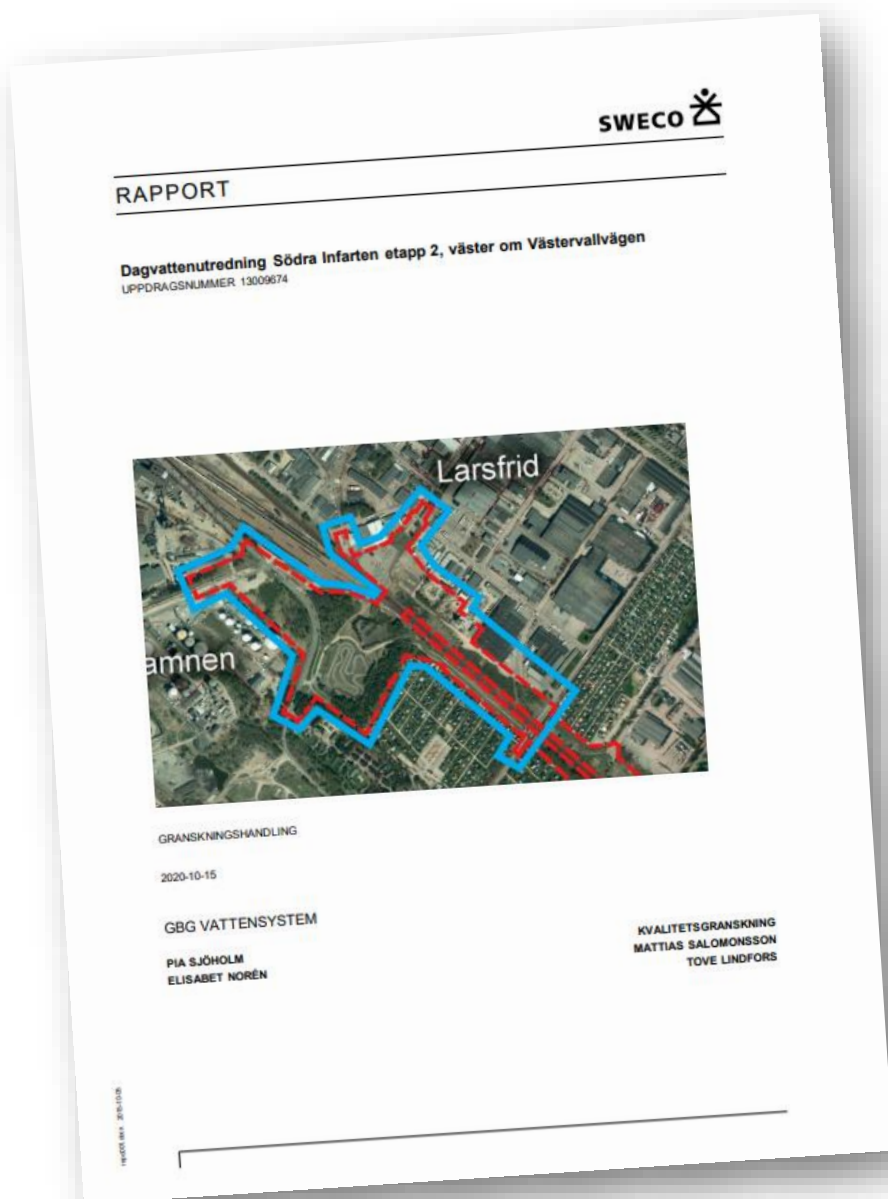 SWECO
RAPPORT
Dagvattenutredning Södra Infarten etapp 2, väster om Västervallvägen
UPPDRAGSNUMMER 13009674
Larsfrid
amnen
GRANSKNINGSHANDLING
2020-10-15
GBG VATTENSYSTEM
PIA SJÖHOLM
ELISABET NORÉN
KVALITETSGRANSKNING
MATTIAS SALOMONSSON
TOVE LINDFORS